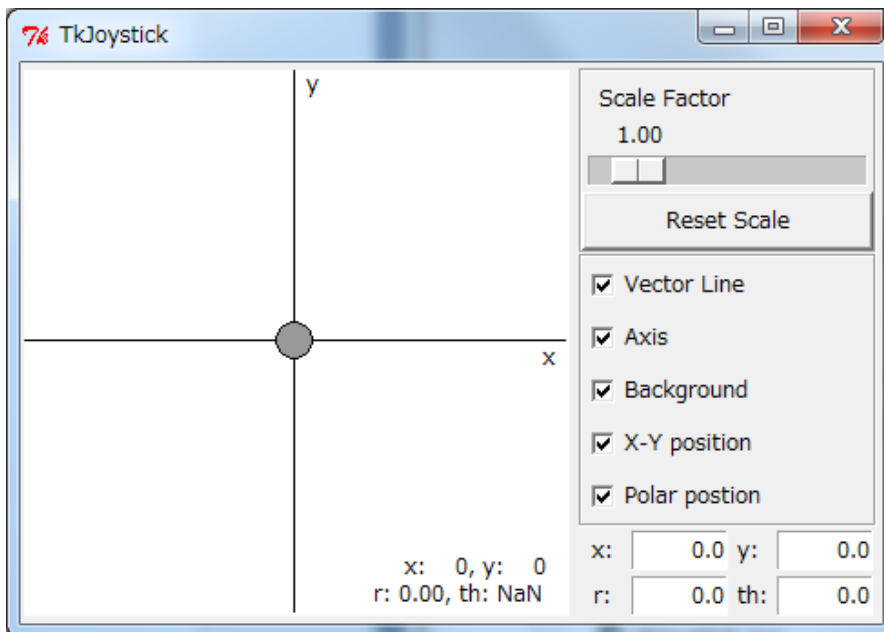 TkJoystick
y
x
x: 0, y: 0
r: 0.00, th: NaN
Scale Factor
1.00
Reset Scale
Vector Line
Axis
Background
X-Y position
Polar postion
x: 0.0 y: 0.0
r: 0.0 th: 0.0